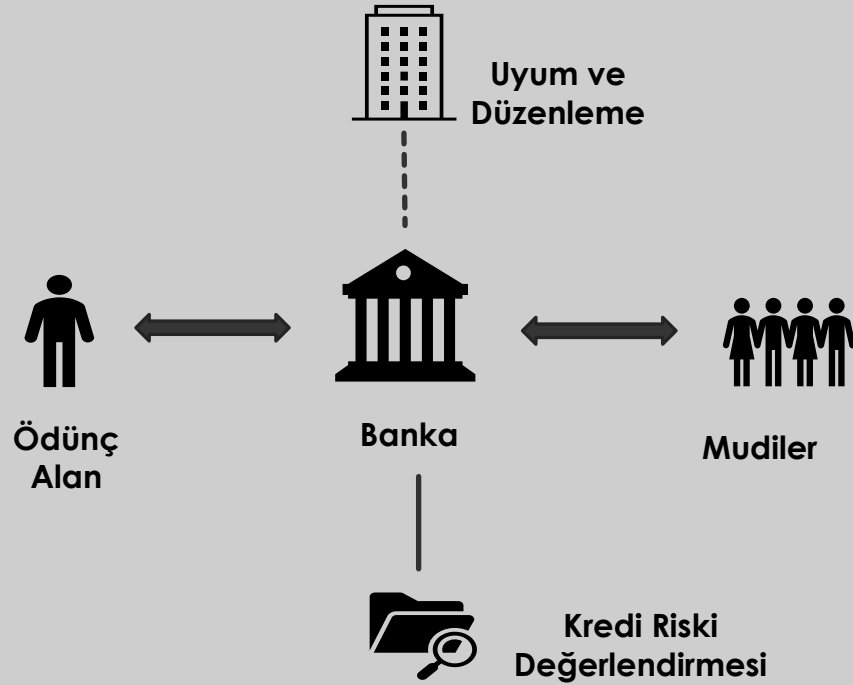 Uyum ve
Düzenleme
Ödünç
Alan
Banka
Mudiler
Kredi Riski
Değerlendirmesi